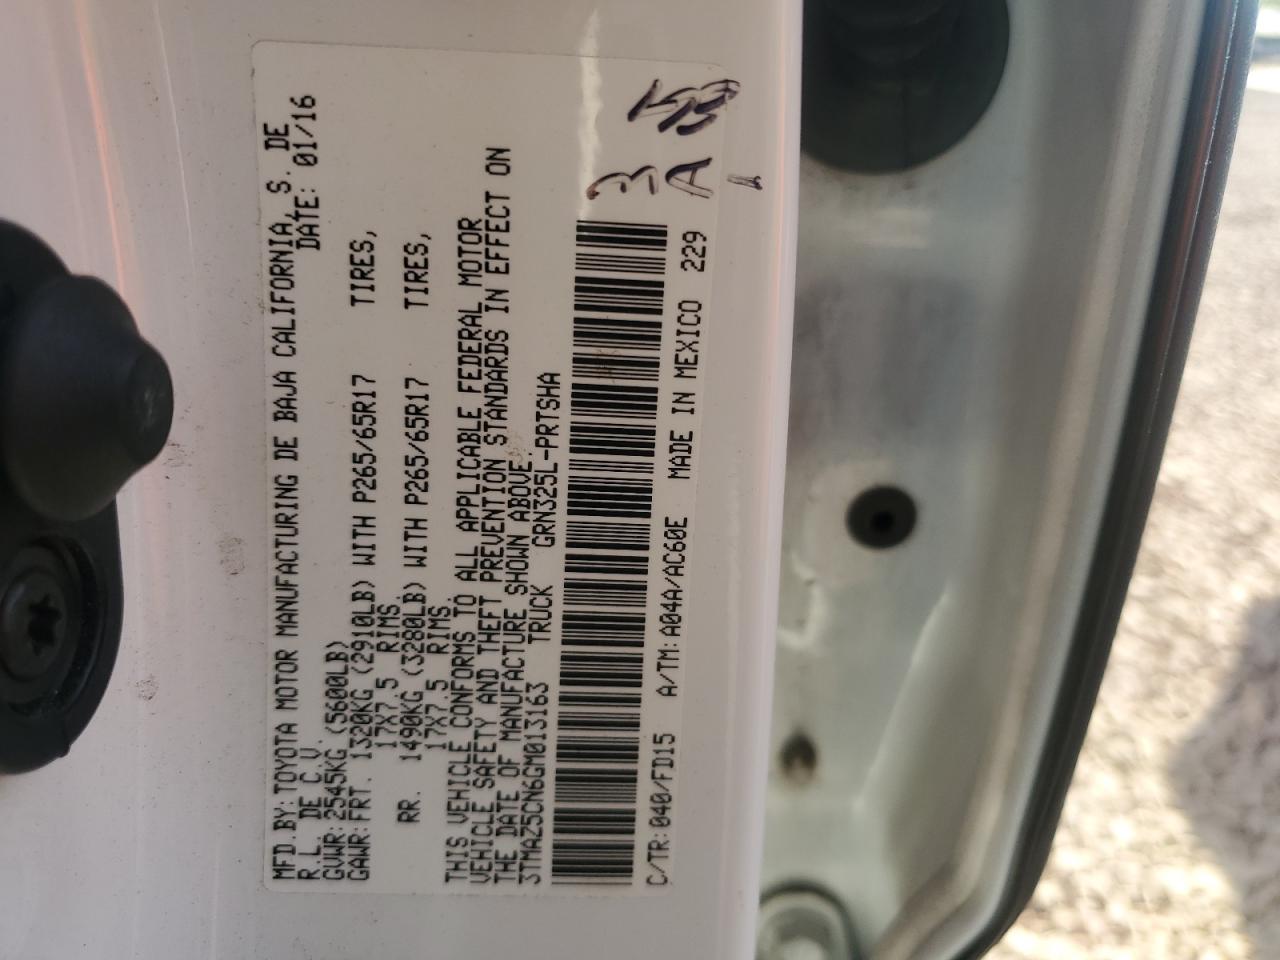 MFD.BY:TOYOTA MOTOR MANUFACTURING DE BAJA CALIFORNIA, S. DE
R.L. DE C.V. DATE: 01/16
GVWR:2545KG (5600LB)
GAWR:FRT. 1320KG (2910LB) WITH P265/65R17 TIRES,
17X7.5 RIMS.
RR. 1490KG (3280LB) WITH P265/65R17 TIRES,
17X7.5 RIMS.
THIS VEHICLE CONFORMS TO ALL APPLICABLE FEDERAL MOTOR
VEHICLE SAFETY AND THEFT PREVENTION STANDARDS IN EFFECT ON
THE DATE OF MANUFACTURE SHOWN ABOVE.
3TMAZ5CN6GM013163 TRUCK GRN325L-PRTSHA
C/TR:040/FD15 A/TM:A04A/AC60E MADE IN MEXICO 229